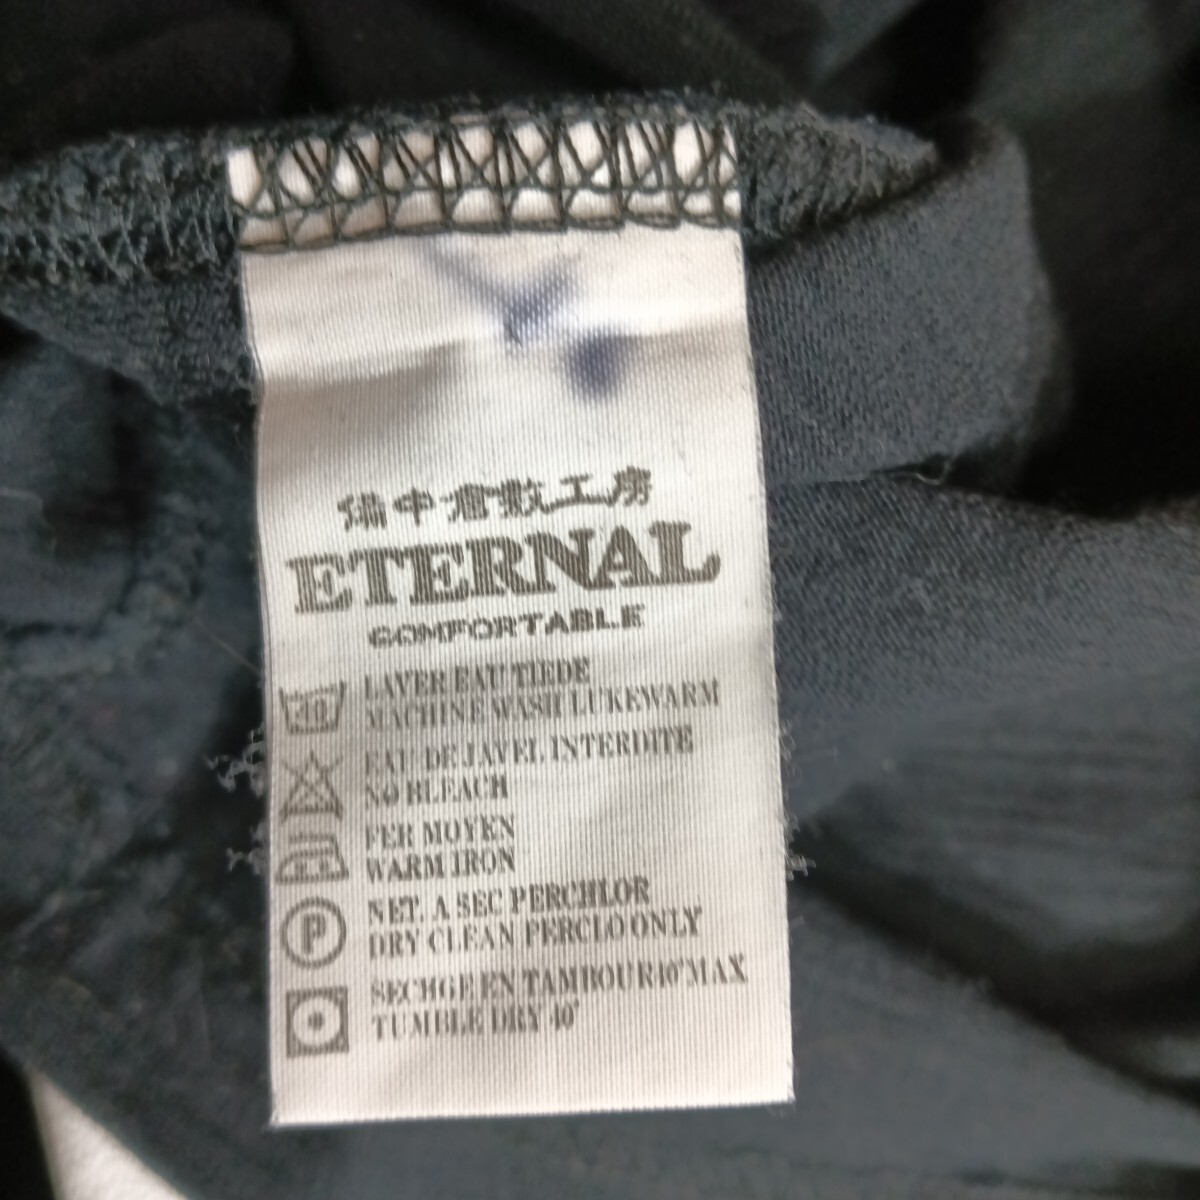 備中倉敷工房
ETERNAL
COMFORTABLE
LAVER EAU TIEDE
MACHINE WASH LUKEWARM
EAU DE JAVEL INTERDITE
NO BLEACH
FER MOYEN
WARM IRON
NET. A SEC PERCHLOR
P
DRY CLEAN PERCLO ONLY
SECHGE EN TAMBOUR 40° MAX
TUMBLE DRY 40°